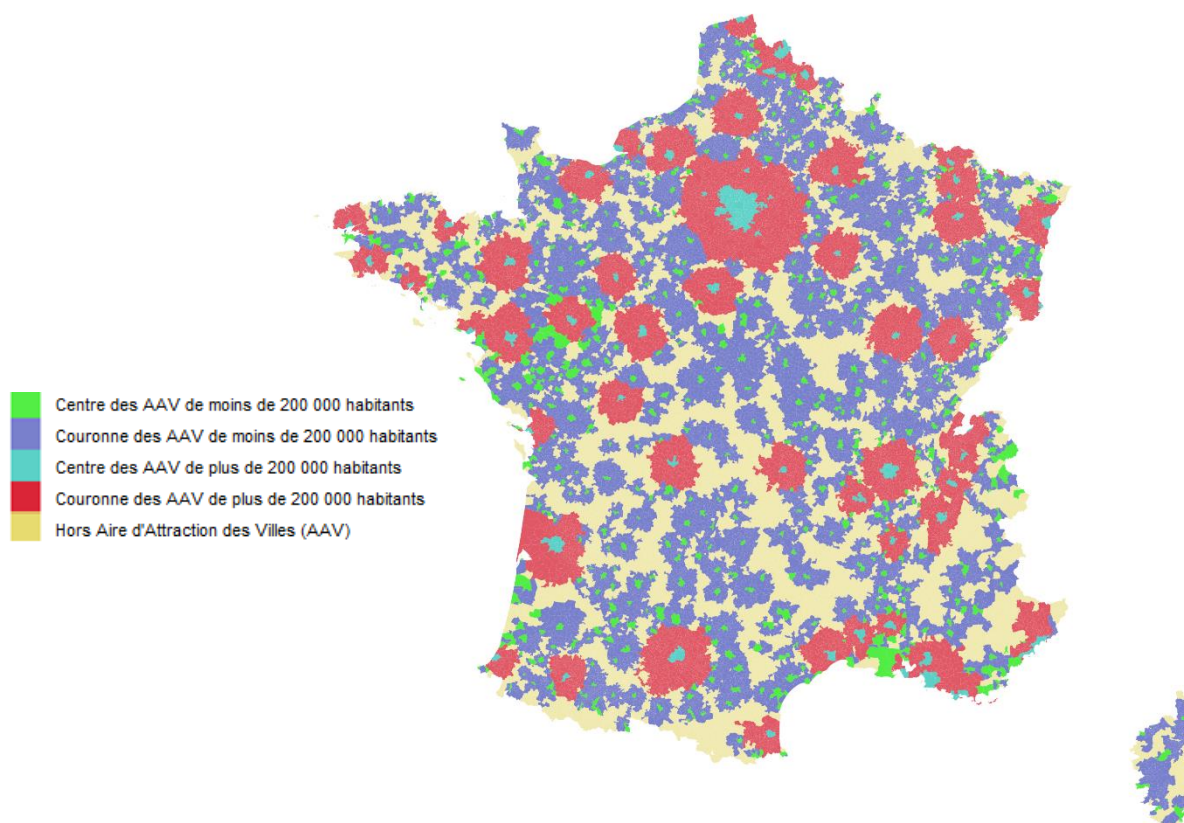 Centre des AAV de moins de 200 000 habitants
Couronne des AAV de moins de 200 000 habitants
Centre des AAV de plus de 200 000 habitants
Couronne des AAV de plus de 200 000 habitants
Hors Aire d'Attraction des Villes (AAV)